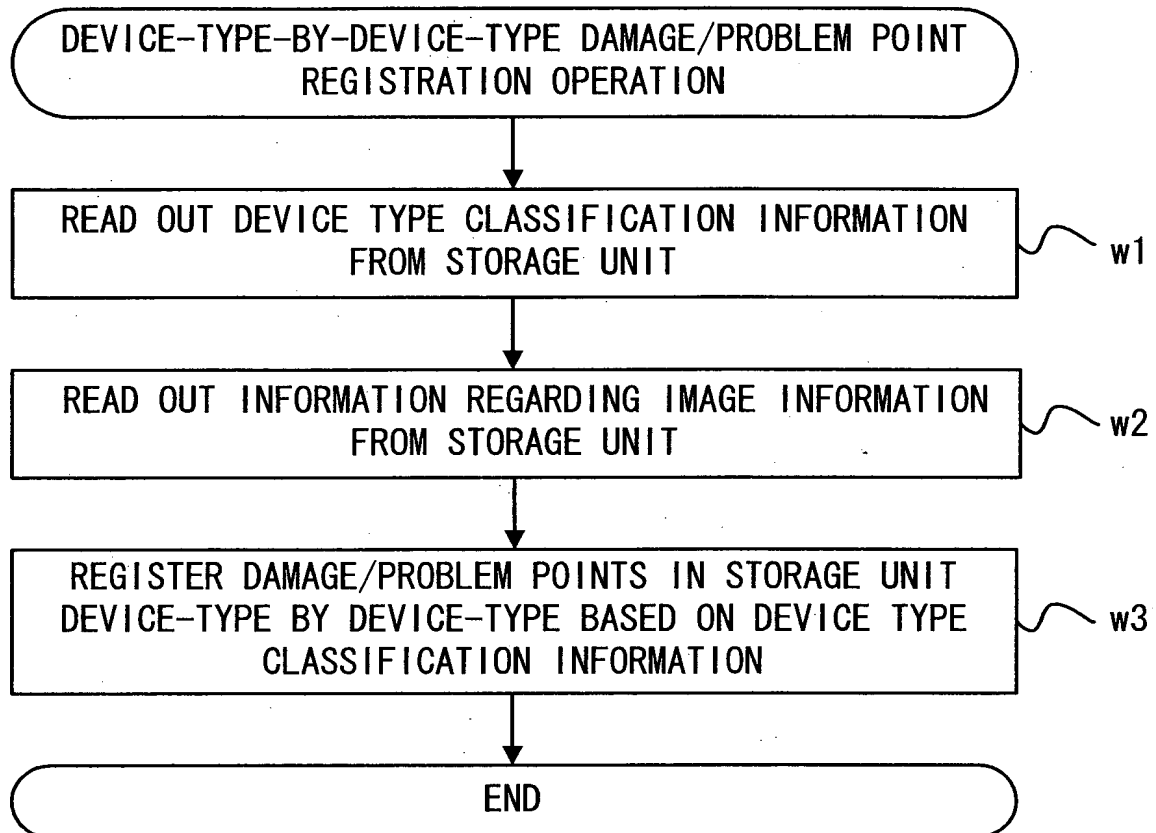 DEVICE-TYPE-BY-DEVICE-TYPE DAMAGE/PROBLEM POINT
REGISTRATION OPERATION
READ OUT DEVICE TYPE CLASSIFICATION INFORMATION
FROM STORAGE UNIT
w1
READ OUT INFORMATION REGARDING IMAGE INFORMATION
FROM STORAGE UNIT
w2
REGISTER DAMAGE/PROBLEM POINTS IN STORAGE UNIT
DEVICE-TYPE BY DEVICE-TYPE BASED ON DEVICE TYPE
CLASSIFICATION INFORMATION
w3
END